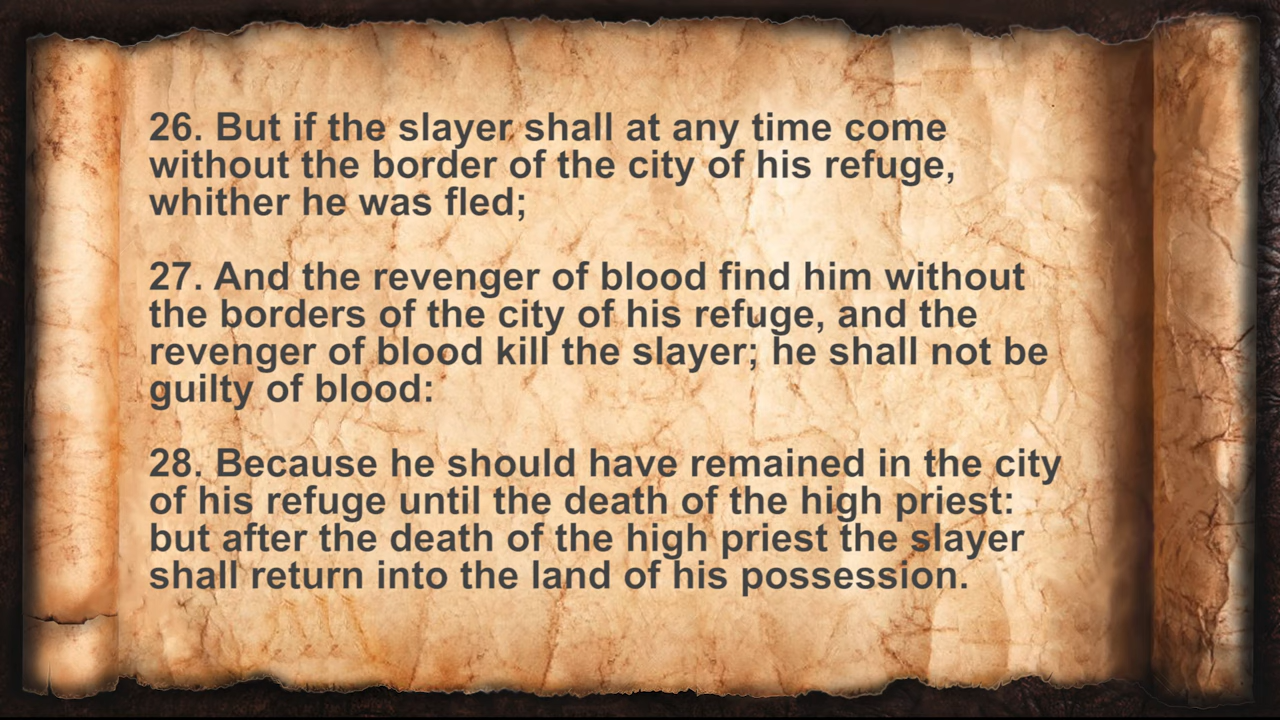 26. But if the slayer shall at any time come
without the border of the city of his refuge,
whither he was fled;
27. And the revenger of blood find him without
the borders of the city of his refuge, and the
revenger of blood kill the slayer; he shall not be
guilty of blood:
28. Because he should have remained in the city
of his refuge until the death of the high priest:
but after the death of the high priest the slayer
shall return into the land of his possession.